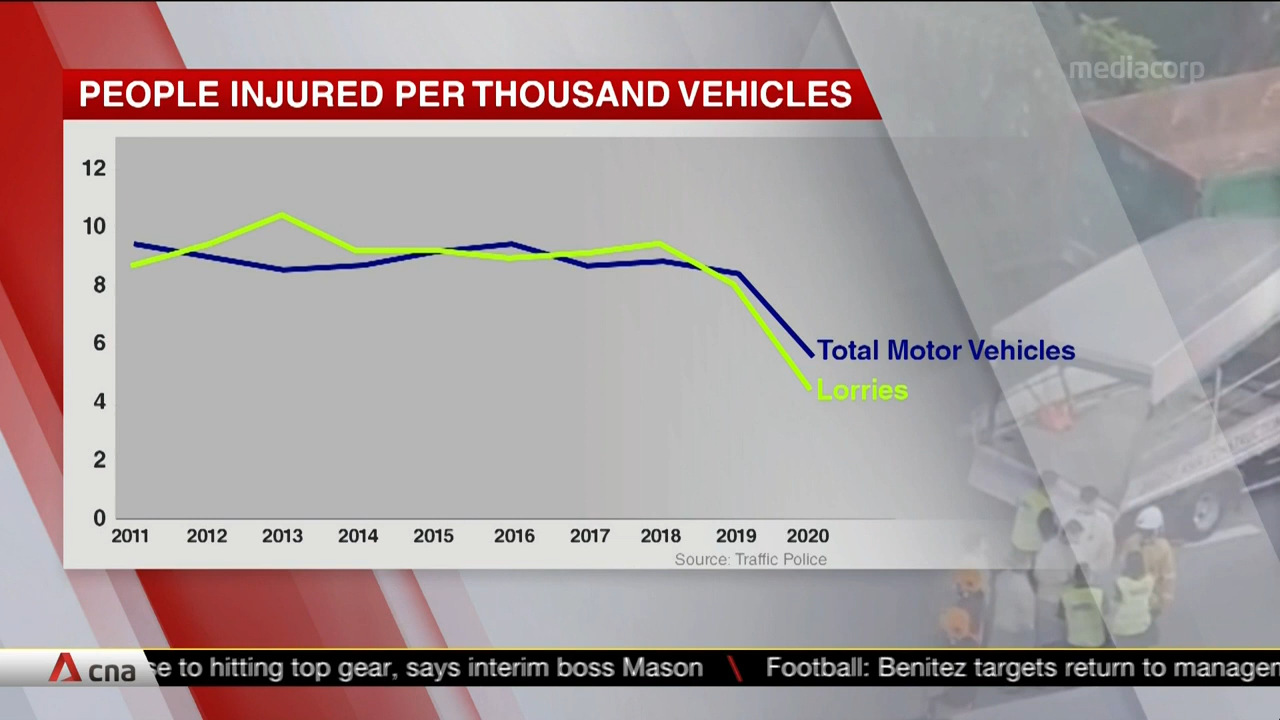 mediacorp
PEOPLE INJURED PER THOUSAND VEHICLES
12
10
8
6
4
2
0
Total Motor Vehicles
Lorries
2011 2012 2013 2014 2015 2016 2017 2018 2019 2020
Source: Traffic Police
cna se to hitting top gear, says interim boss Mason \ Football: Benitez targets return to managen